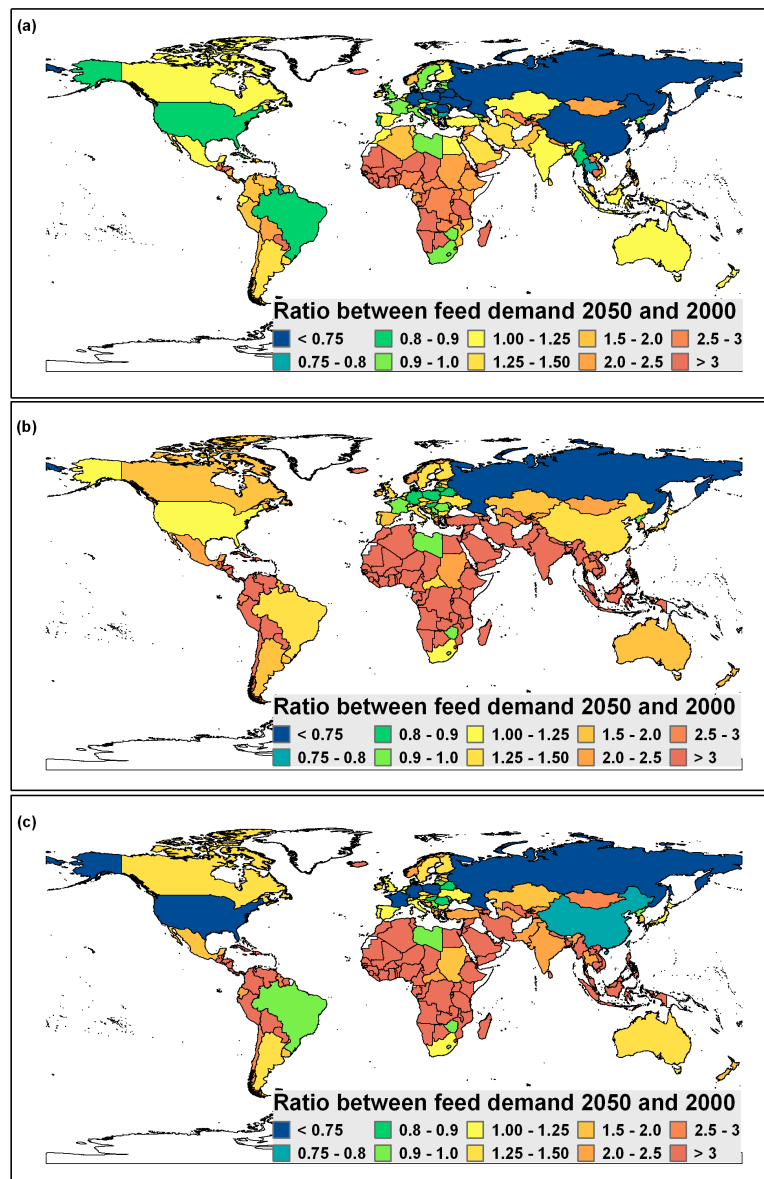 (a)
Ratio between feed demand 2050 and 2000
< 0.75 0.8 - 0.9 1.00 - 1.25 1.5 - 2.0 2.5 - 3
0.75 - 0.8 0.9 - 1.0 1.25 - 1.50 2.0 - 2.5 > 3
(b)
Ratio between feed demand 2050 and 2000
< 0.75 0.8 - 0.9 1.00 - 1.25 1.5 - 2.0 2.5 - 3
0.75 - 0.8 0.9 - 1.0 1.25 - 1.50 2.0 - 2.5 > 3
(c)
Ratio between feed demand 2050 and 2000
< 0.75 0.8 - 0.9 1.00 - 1.25 1.5 - 2.0 2.5 - 3
0.75 - 0.8 0.9 - 1.0 1.25 - 1.50 2.0 - 2.5 > 3